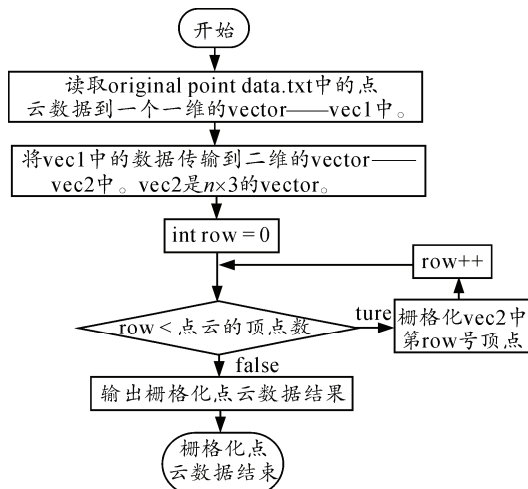 开始
读取original point data.txt中的点
云数据到一个一维的vector——vec1中。
将vec1中的数据传输到二维的vector——
vec2中。vec2是n×3的vector。
int row = 0
row++
row < 点云的顶点数
ture
栅格化vec2中
第row号顶点
false
输出栅格化点云数据结果
栅格化点
云数据结束